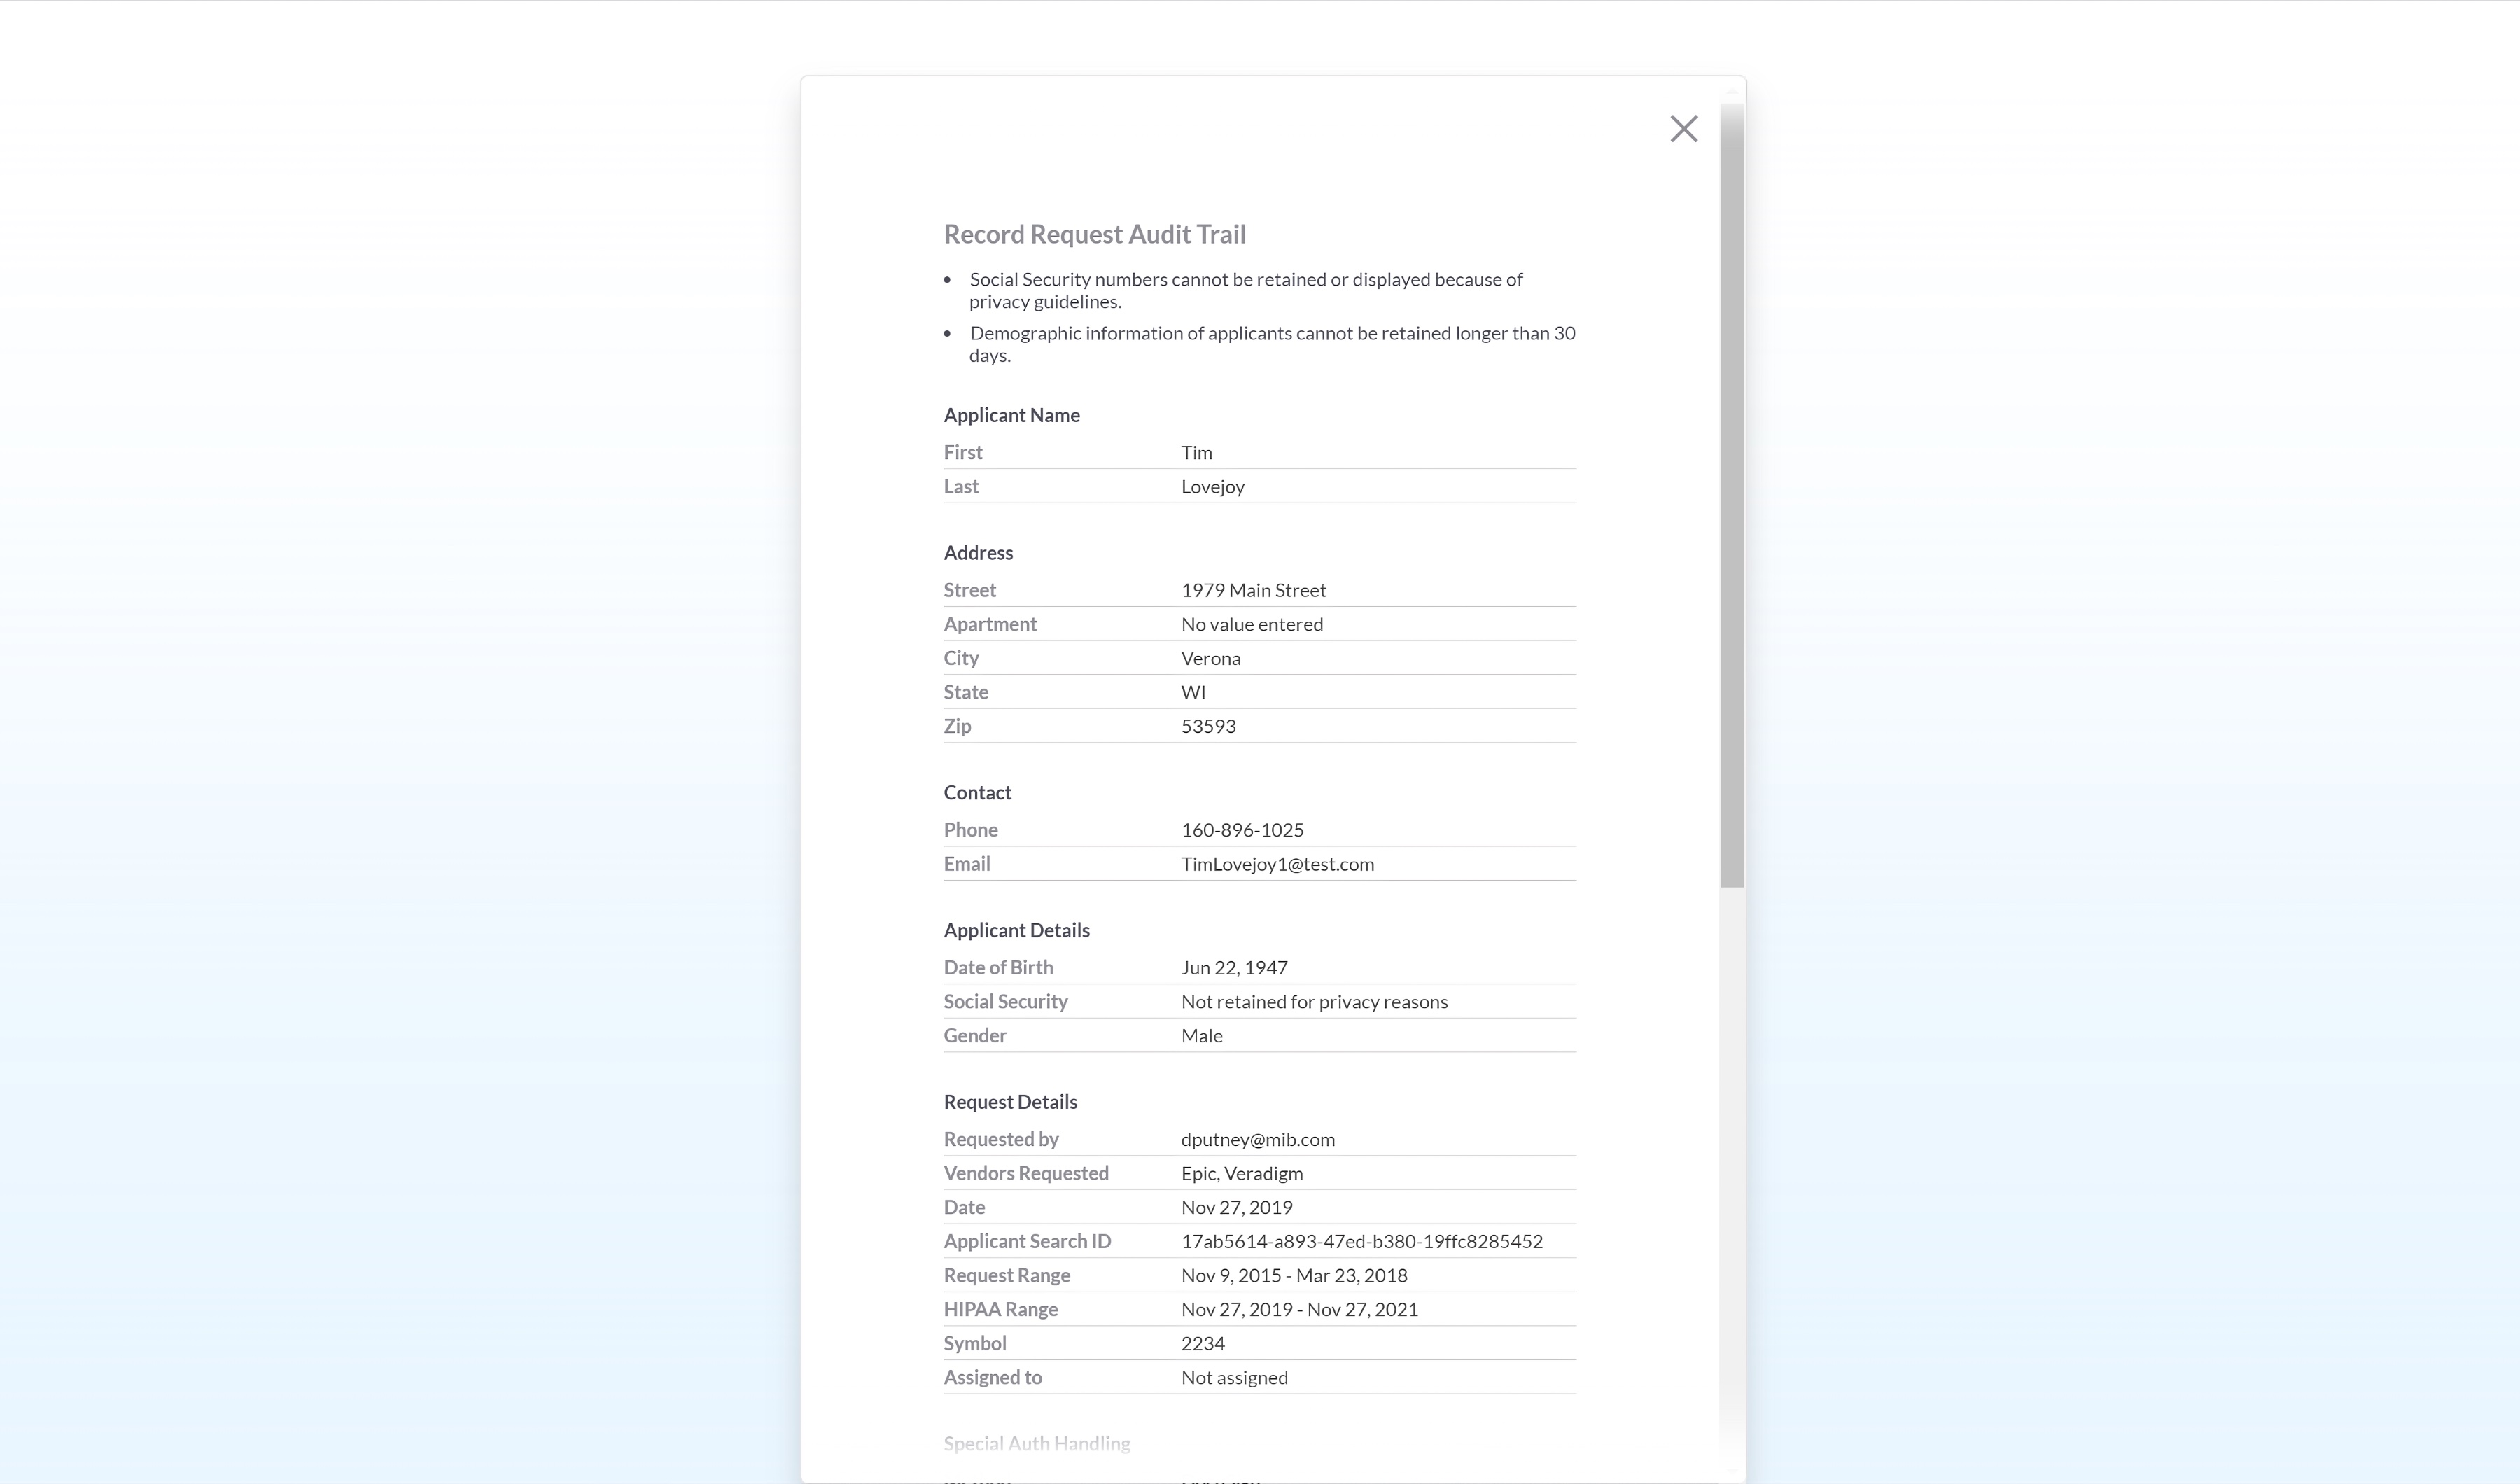 Record Request Audit Trail
• Social Security numbers cannot be retained or displayed because of
privacy guidelines.
• Demographic information of applicants cannot be retained longer than 30
days.
Applicant Name
First Tim
Last Lovejoy
Address
Street 1979 Main Street
Apartment No value entered
City Verona
State WI
Zip 53593
Contact
Phone 160-896-1025
Email TimLovejoy1@test.com
Applicant Details
Date of Birth Jun 22, 1947
Social Security Not retained for privacy reasons
Gender Male
Request Details
Requested by dputney@mib.com
Vendors Requested Epic, Veradigm
Date Nov 27, 2019
Applicant Search ID 17ab5614-a893-47ed-b380-19ffc8285452
Request Range Nov 9, 2015 - Mar 23, 2018
HIPAA Range Nov 27, 2019 - Nov 27, 2021
Symbol 2234
Assigned to Not assigned
Special Auth Handling